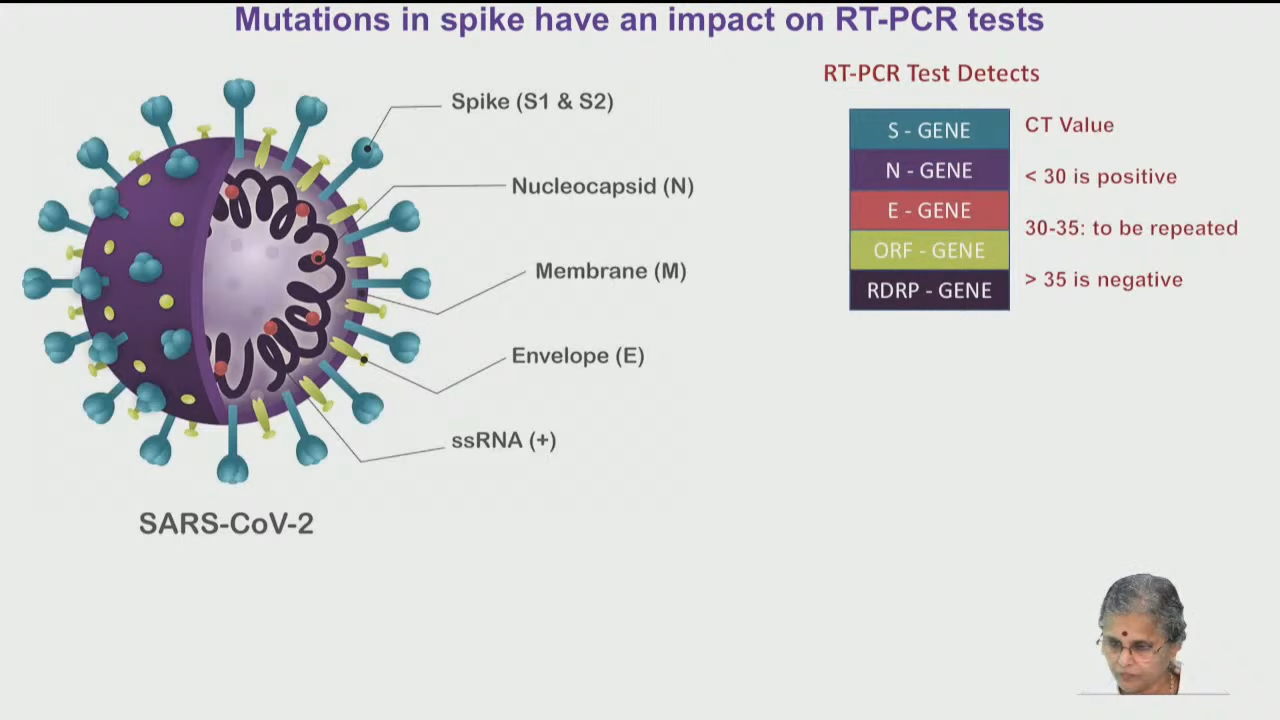 Mutations in spike have an impact on RT-PCR tests
Spike (S1 & S2)
Nucleocapsid (N)
Membrane (M)
Envelope (E)
ssRNA (+)
SARS-CoV-2
RT-PCR Test Detects
S - GENE
N - GENE
E - GENE
ORF - GENE
RDRP - GENE
CT Value
< 30 is positive
30-35: to be repeated
> 35 is negative